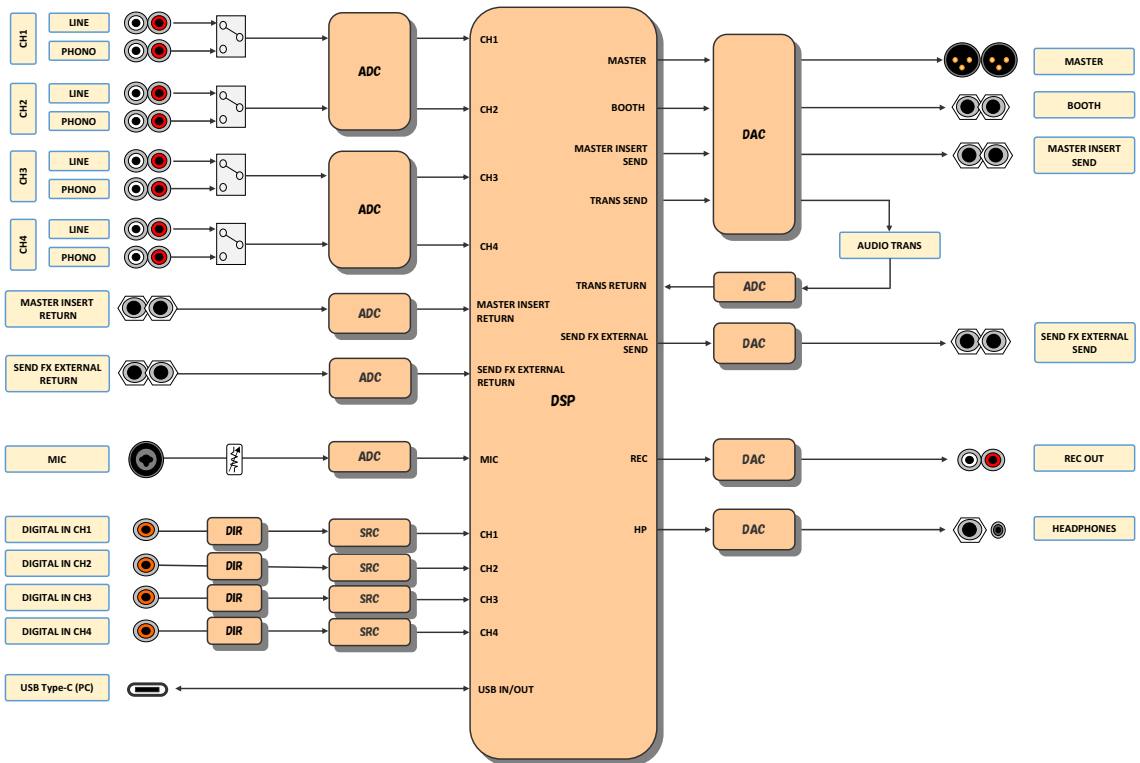 CH1
LINE
PHONO
CH2
LINE
PHONO
CH3
LINE
PHONO
CH4
LINE
PHONO
MASTER INSERT
RETURN
SEND FX EXTERNAL
RETURN
MIC
DIGITAL IN CH1
DIGITAL IN CH2
DIGITAL IN CH3
DIGITAL IN CH4
USB Type-C (PC)
DIR
DIR
DIR
DIR
ADC
ADC
ADC
ADC
ADC
SRC
SRC
SRC
SRC
CH1
CH2
CH3
CH4
MASTER INSERT
RETURN
SEND FX EXTERNAL
RETURN
DSP
MIC
CH1
CH2
CH3
CH4
USB IN/OUT
MASTER
BOOTH
MASTER INSERT
SEND
TRANS SEND
TRANS RETURN
SEND FX EXTERNAL
SEND
REC
HP
DAC
ADC
DAC
DAC
DAC
AUDIO TRANS
MASTER
BOOTH
MASTER INSERT
SEND
SEND FX EXTERNAL
SEND
REC OUT
HEADPHONES